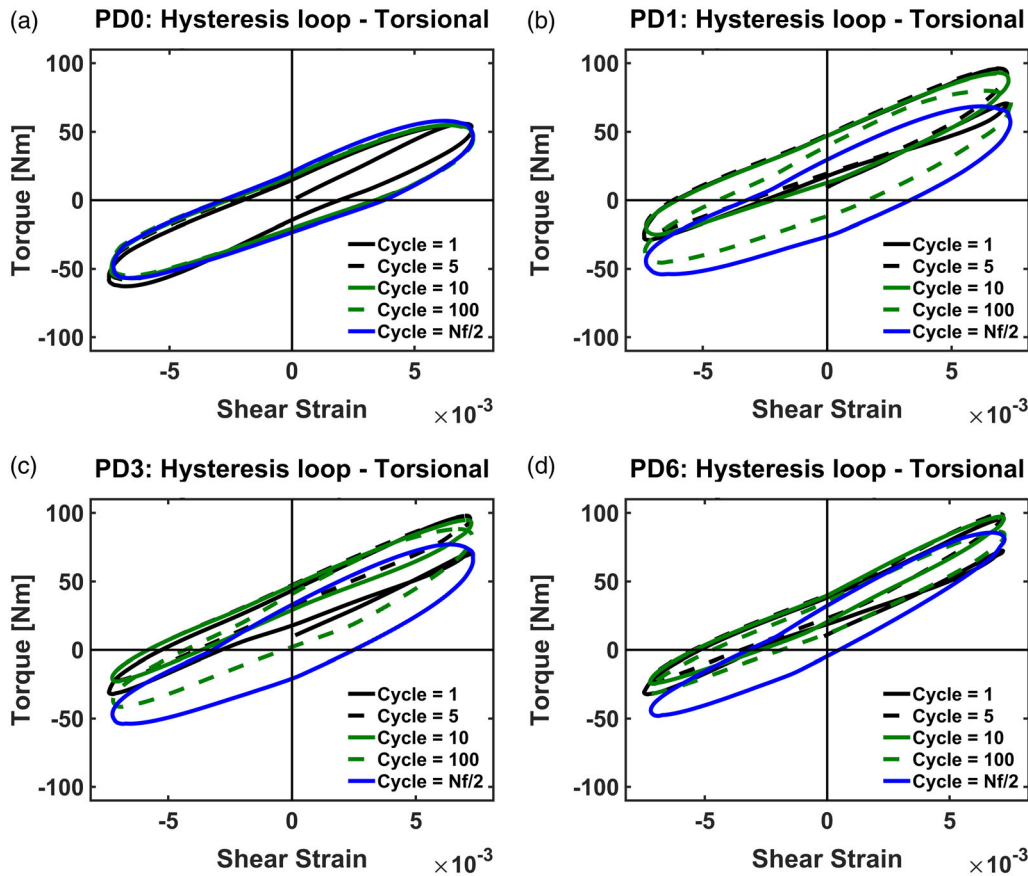 (a)
PD0: Hysteresis loop - Torsional
100
50
0
-50
-100
Torque [Nm]
Cycle = 1
Cycle = 5
Cycle = 10
Cycle = 100
Cycle = Nf/2
-5
0
5
Shear Strain
×10-3
(b)
PD1: Hysteresis loop - Torsional
100
50
0
-50
-100
Torque [Nm]
Cycle = 1
Cycle = 5
Cycle = 10
Cycle = 100
Cycle = Nf/2
-5
0
5
Shear Strain
×10-3
(c)
PD3: Hysteresis loop - Torsional
100
50
0
-50
-100
Torque [Nm]
Cycle = 1
Cycle = 5
Cycle = 10
Cycle = 100
Cycle = Nf/2
-5
0
5
Shear Strain
×10-3
(d)
PD6: Hysteresis loop - Torsional
100
50
0
-50
-100
Torque [Nm]
Cycle = 1
Cycle = 5
Cycle = 10
Cycle = 100
Cycle = Nf/2
-5
0
5
Shear Strain
×10-3